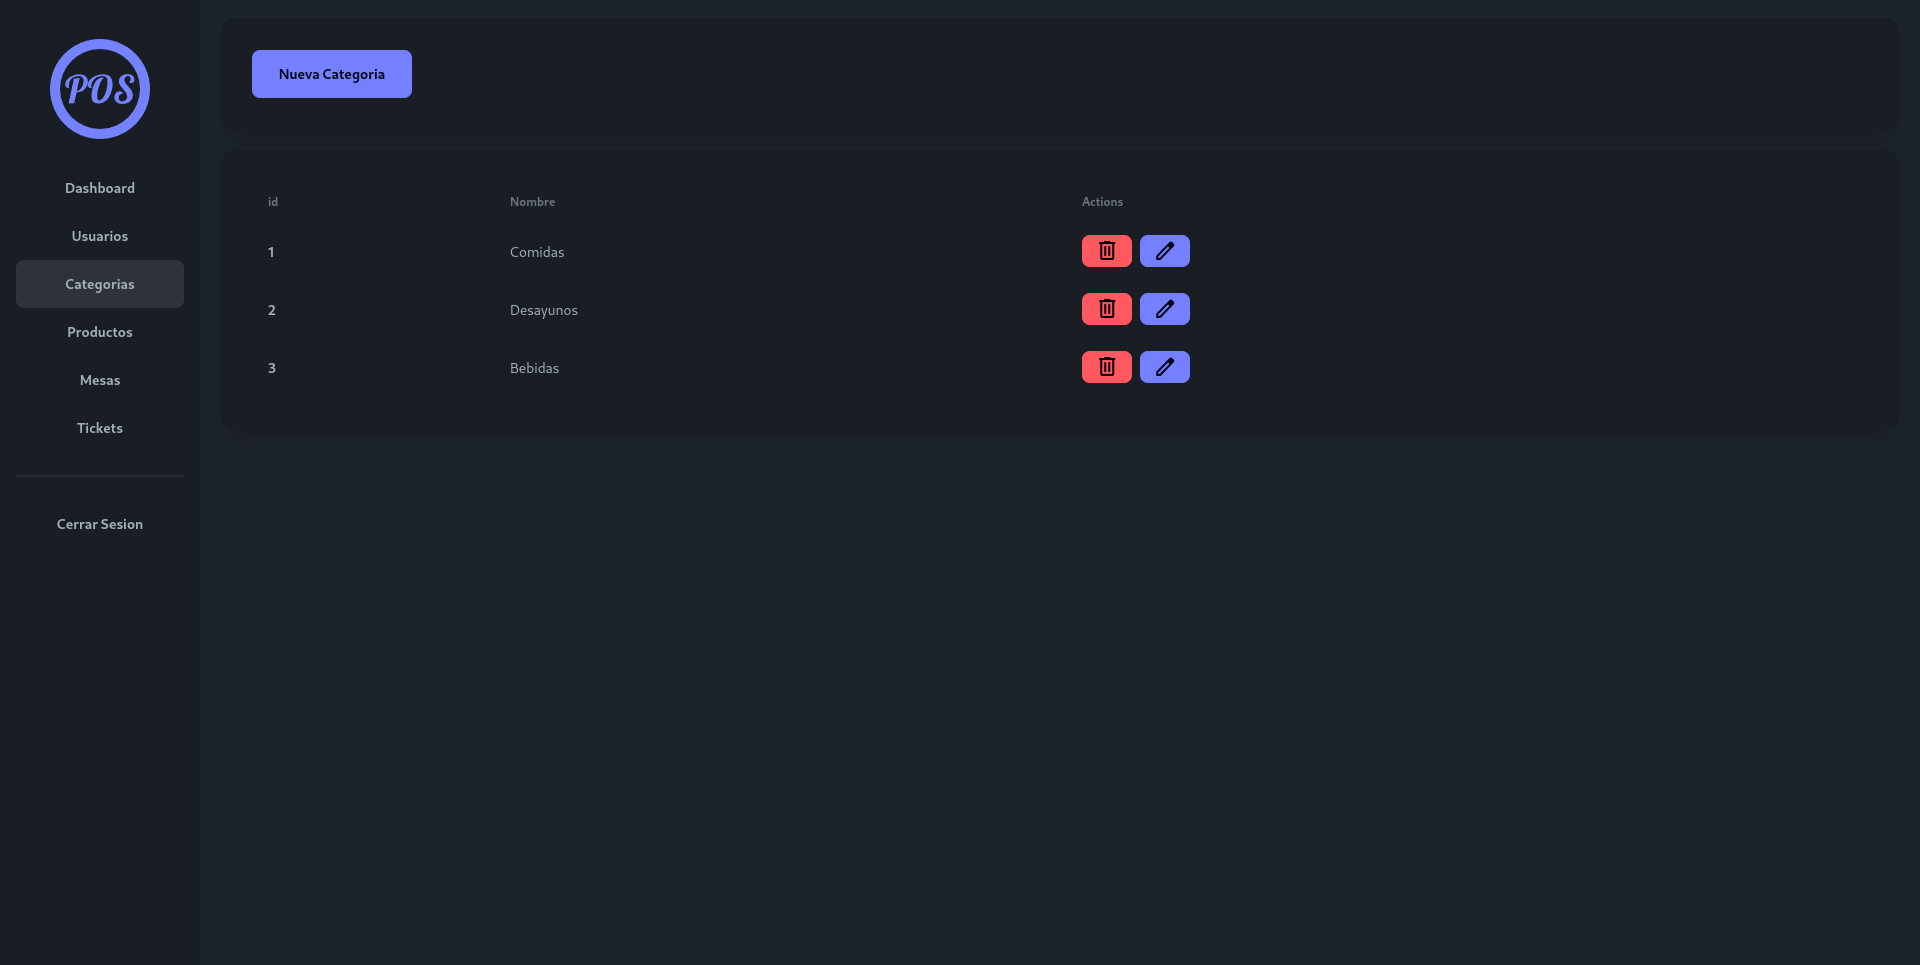 POS
Dashboard
Usuarios
Categorias
Productos
Mesas
Tickets
Cerrar Sesion
Nueva Categoria
id Nombre Actions
1 Comidas
2 Desayunos
3 Bebidas